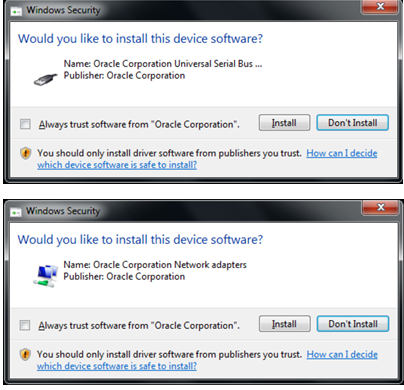 Windows Security
Would you like to install this device software?
Name: Oracle Corporation Universal Serial Bus ...
Publisher: Oracle Corporation
Always trust software from "Oracle Corporation".
Install
Don't Install
You should only install driver software from publishers you trust. How can I decide
which device software is safe to install?
Windows Security
Would you like to install this device software?
Name: Oracle Corporation Network adapters
Publisher: Oracle Corporation
Always trust software from "Oracle Corporation".
Install
Don't Install
You should only install driver software from publishers you trust. How can I decide
which device software is safe to install?